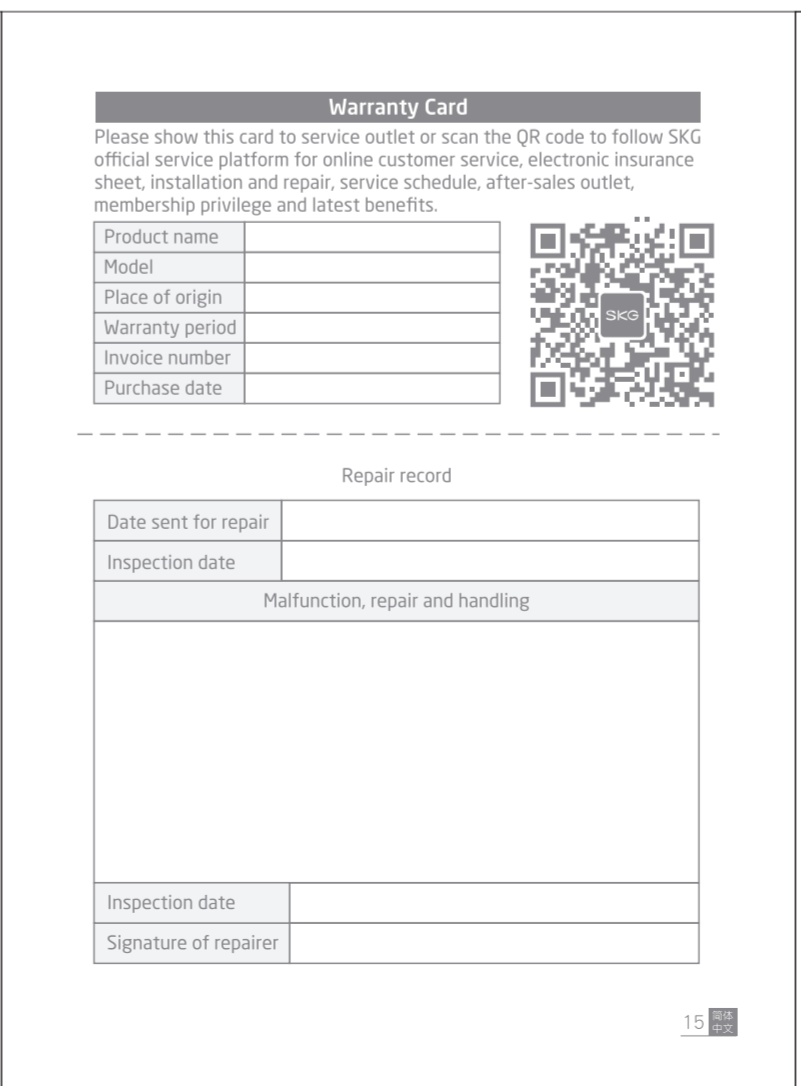 Warranty Card
Please show this card to service outlet or scan the QR code to follow SKG
official service platform for online customer service, electronic insurance
sheet, installation and repair, service schedule, after-sales outlet,
membership privilege and latest benefits.
Product name
Model
Place of origin
Warranty period
Invoice number
Purchase date
SKG
Repair record
Date sent for repair
Inspection date
Malfunction, repair and handling
Inspection date
Signature of repairer
15
简体
中文